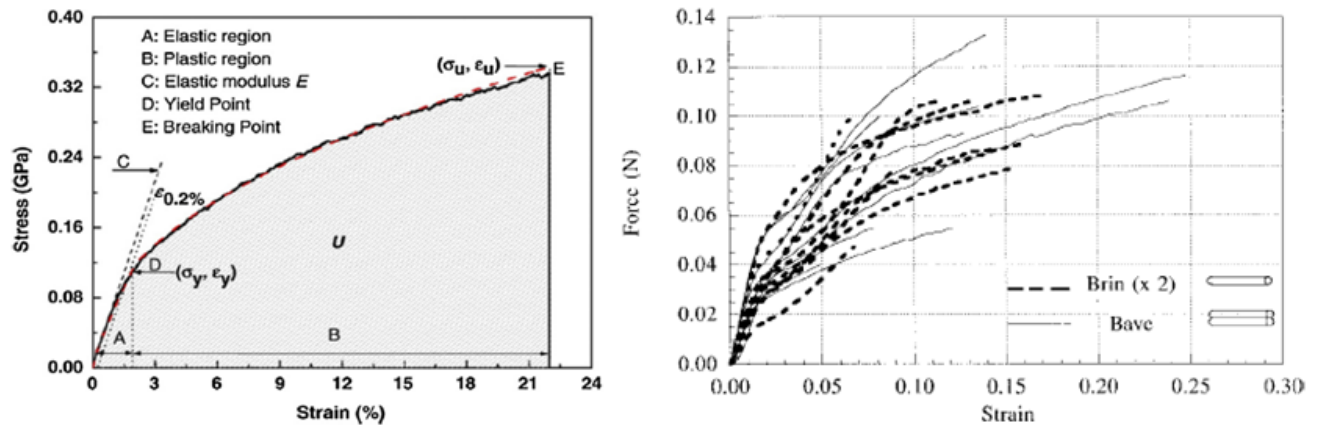 0.40
0.32
0.24
0.16
0.08
0.00
Stress (GPa)
A: Elastic region
B: Plastic region
C: Elastic modulus E
D: Yield Point
E: Breaking Point
(σu, εu)
E
C
ε0.2%
U
D
(σy, εy)
A
B
0 3 6 9 12 15 18 21 24
Strain (%)
0.14
0.12
0.10
0.08
0.06
0.04
0.02
0.00
Force (N)
Brin (x 2)
Bave
0.00 0.05 0.10 0.15 0.20 0.25 0.30
Strain